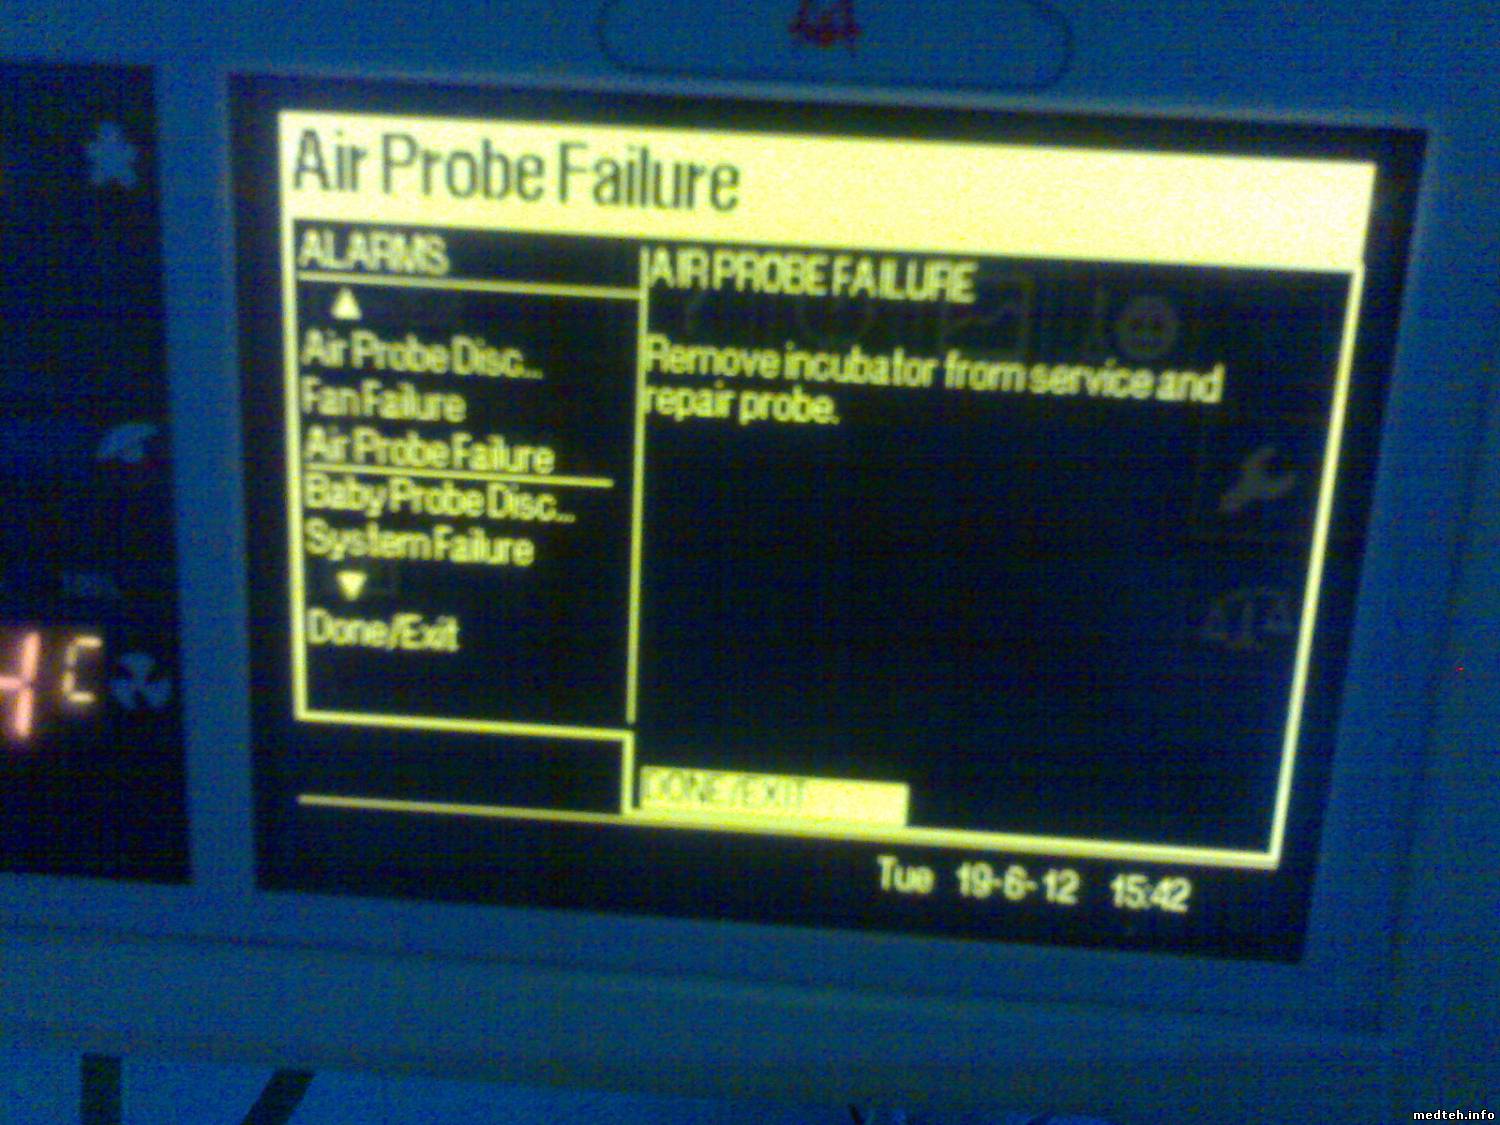 Air Probe Failure
ALARMS
Air Probe Disc...
Fan Failure
Air Probe Failure
Baby Probe Disc...
System Failure
Done/Exit
AIR PROBE FAILURE
Remove incubator from service and
repair probe.
DONE/EXIT
Tue 19-6-12 15:42
medteh.info